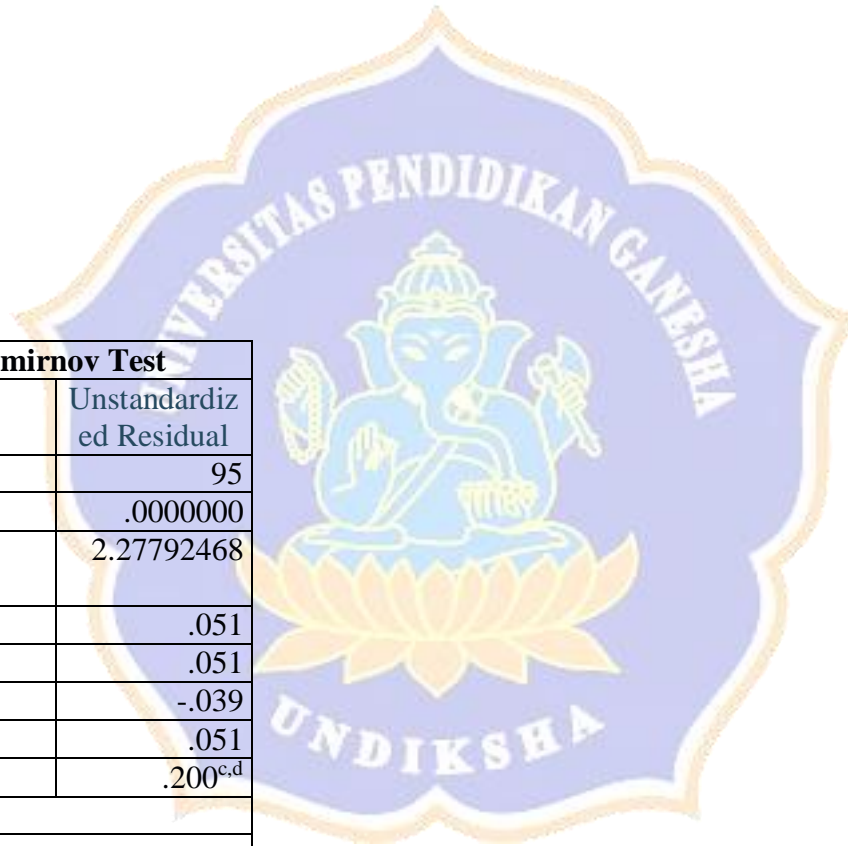 UNIVERSITAS PENDIDIKAN GANESHA
mirnov Test
Unstandardiz
ed Residual
95
.0000000
2.27792468
.051
.051
-.039
.051
.200c,d
UNDIKSHA